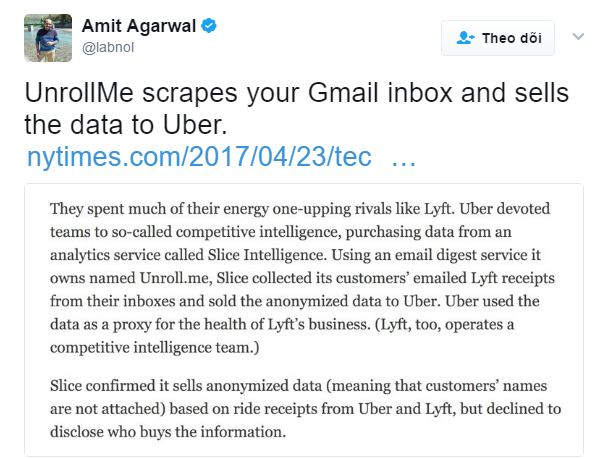 Amit Agarwal
@labnol
Theo dõi
UnrollMe scrapes your Gmail inbox and sells
the data to Uber.
nytimes.com/2017/04/23/tec …
They spent much of their energy one-upping rivals like Lyft. Uber devoted
teams to so-called competitive intelligence, purchasing data from an
analytics service called Slice Intelligence. Using an email digest service it
owns named Unroll.me, Slice collected its customers’ emailed Lyft receipts
from their inboxes and sold the anonymized data to Uber. Uber used the
data as a proxy for the health of Lyft’s business. (Lyft, too, operates a
competitive intelligence team.)
Slice confirmed it sells anonymized data (meaning that customers’ names
are not attached) based on ride receipts from Uber and Lyft, but declined to
disclose who buys the information.